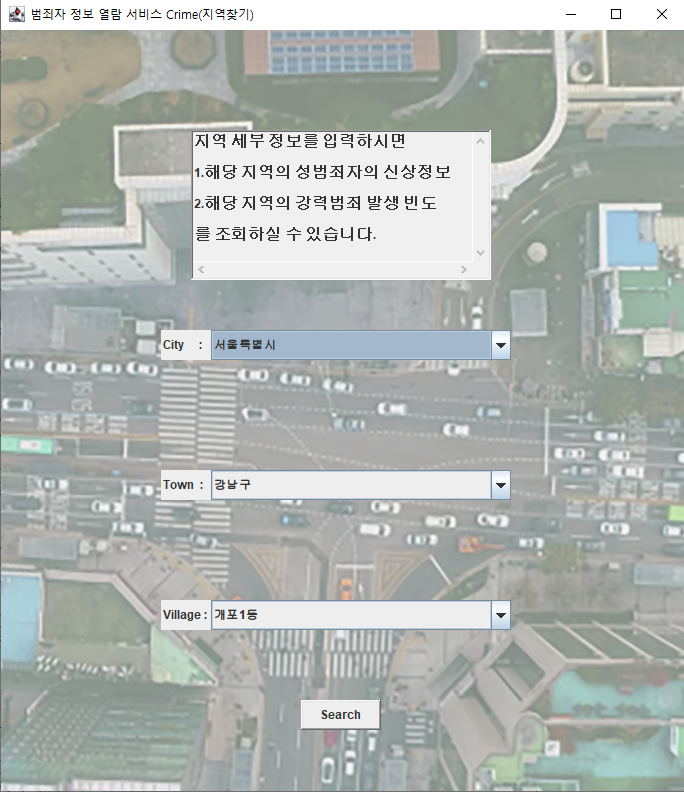 범죄자 정보 열람 서비스 Crime(지역찾기)
지역 세부 정보를 입력하시면
1.해당 지역의 성범죄자의 신상정보
2.해당 지역의 강력범죄 발생 빈도
를 조회하실 수 있습니다.
City :
서울특별시
Town :
강남구
Village :
개포1동
Search